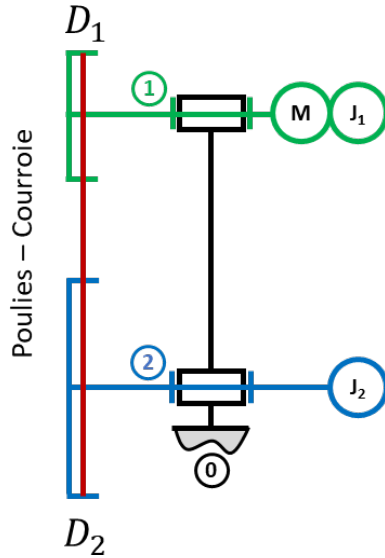 D₁
1
M
J₁
Poulies – Courroie
2
J₂
0
D₂